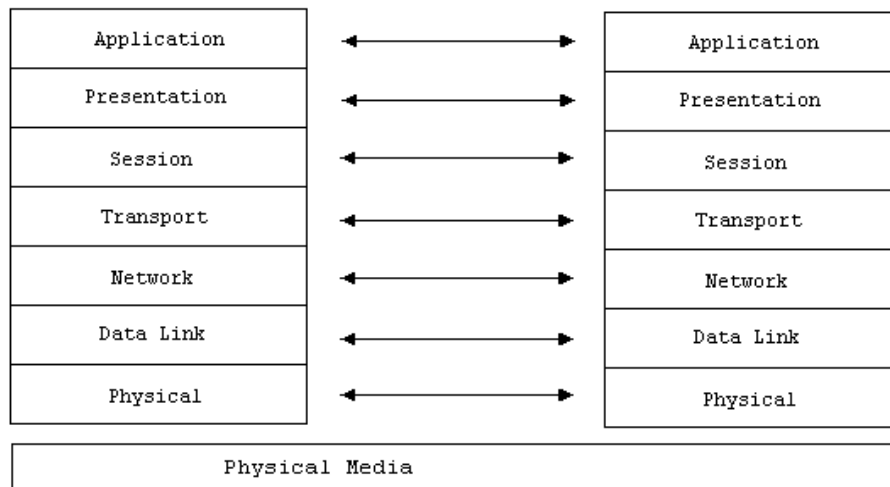 Application
Application
Presentation
Presentation
Session
Session
Transport
Transport
Network
Network
Data Link
Data Link
Physical
Physical
Physical Media